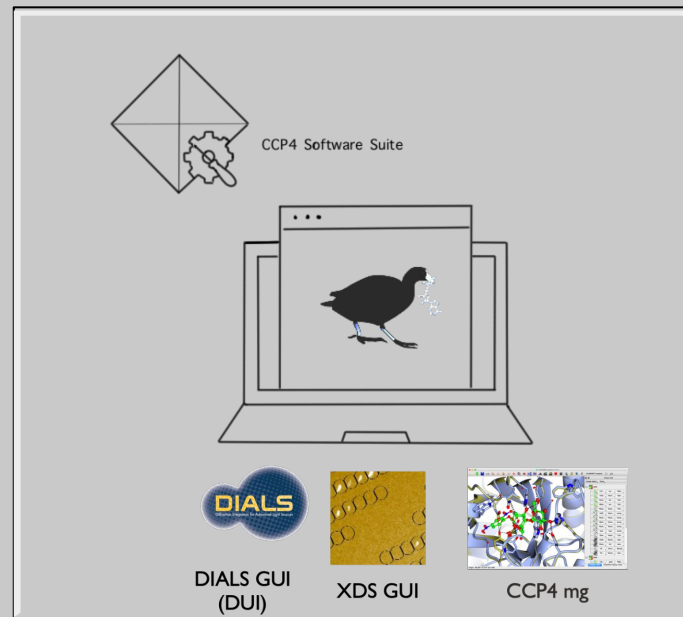 CCP4 Software Suite
DIALS
DIALS GUI
(DUI)
XDS GUI
CCP4 mg